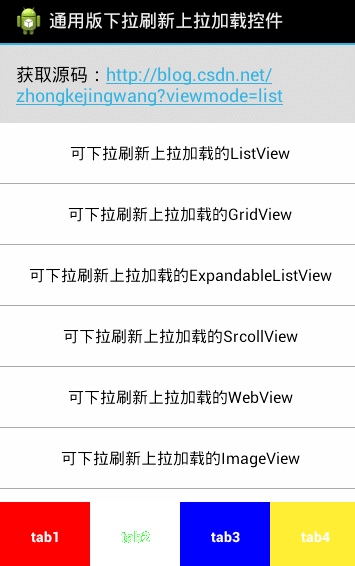 通用版下拉刷新上拉加载控件
获取源码：http://blog.csdn.net/
zhongkejingwang?viewmode=list
可下拉刷新上拉加载的ListView
可下拉刷新上拉加载的GridView
可下拉刷新上拉加载的ExpandableListView
可下拉刷新上拉加载的SrcollView
可下拉刷新上拉加载的WebView
可下拉刷新上拉加载的ImageView
tab1 tab2 tab3 tab4